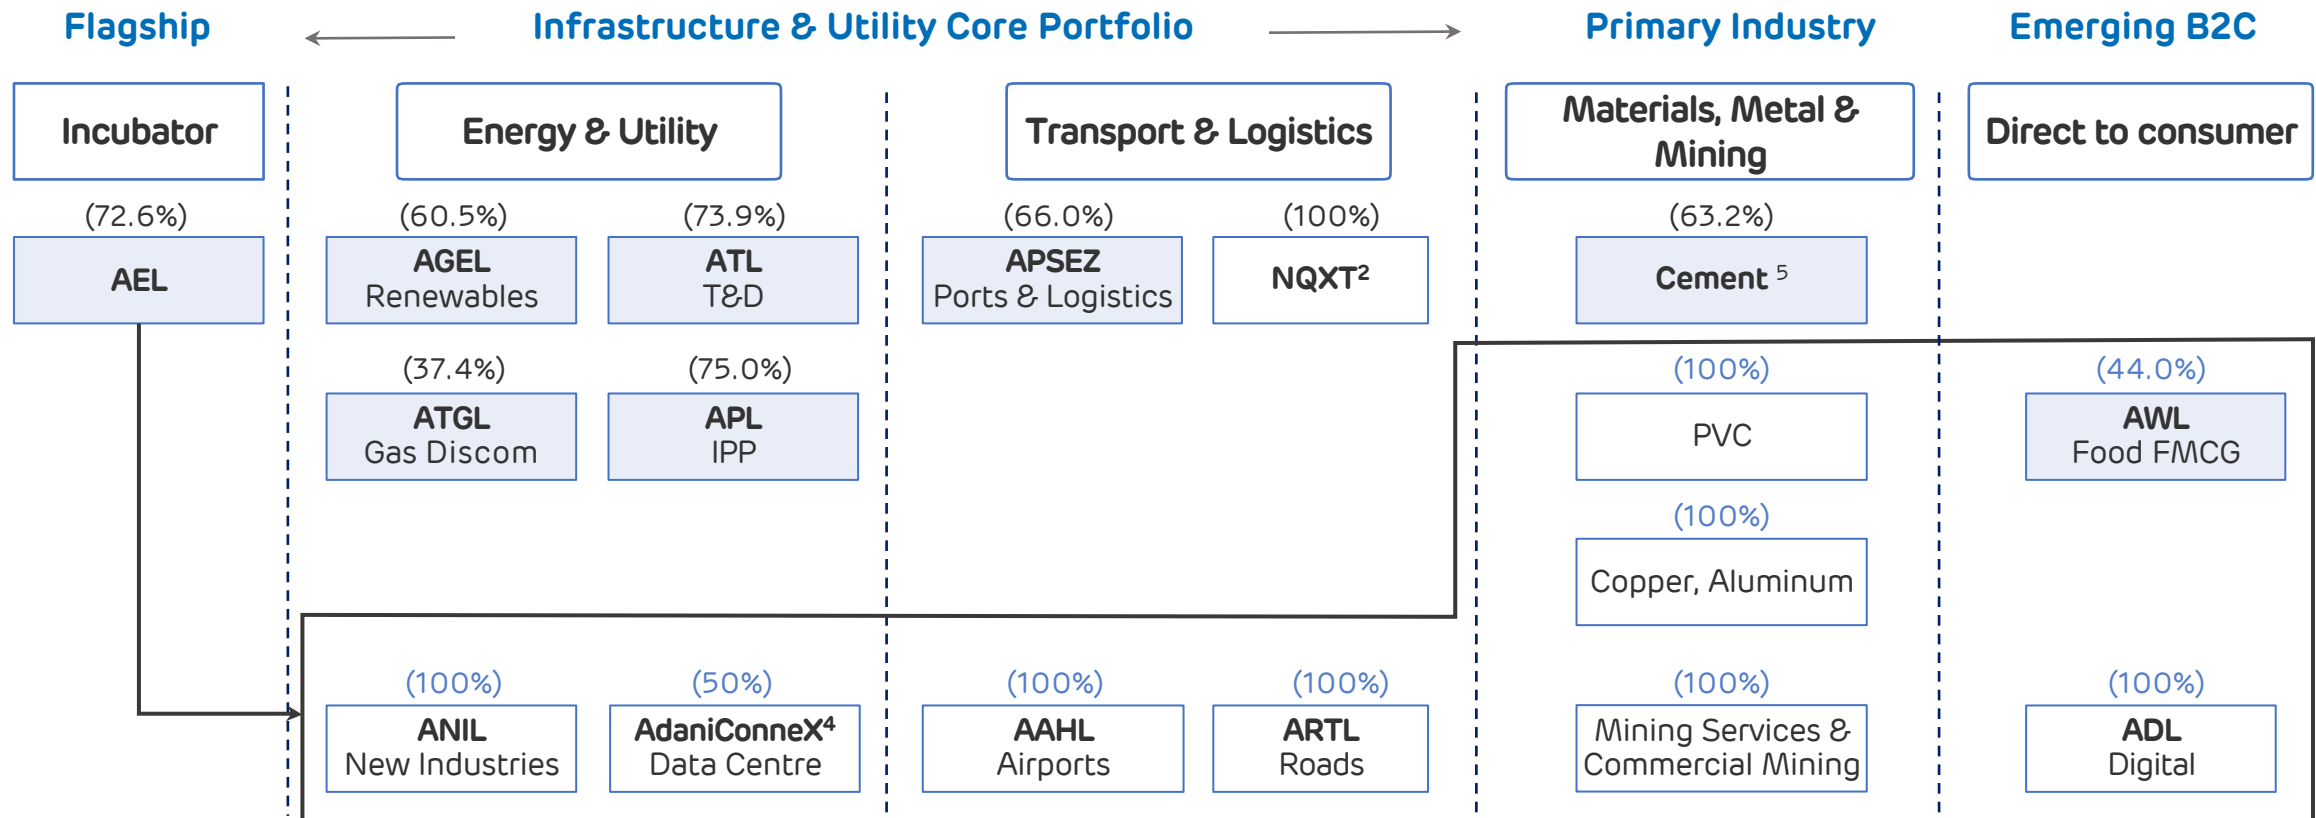 Flagship
Infrastructure & Utility Core Portfolio
Primary Industry
Emerging B2C
Incubator
Energy & Utility
Transport & Logistics
Materials, Metal &
Mining
Direct to consumer
(72.6%)
(60.5%)
(73.9%)
(66.0%)
(100%)
(63.2%)
AEL
AGEL
Renewables
ATL
T&D
APSEZ
Ports & Logistics
NQXT²
Cement ⁵
(37.4%)
(75.0%)
(100%)
(44.0%)
ATGL
Gas Discom
APL
IPP
PVC
AWL
Food FMCG
(100%)
Copper, Aluminum
(100%)
(50%)
(100%)
(100%)
(100%)
(100%)
ANIL
New Industries
AdaniConneX⁴
Data Centre
AAHL
Airports
ARTL
Roads
Mining Services &
Commercial Mining
ADL
Digital